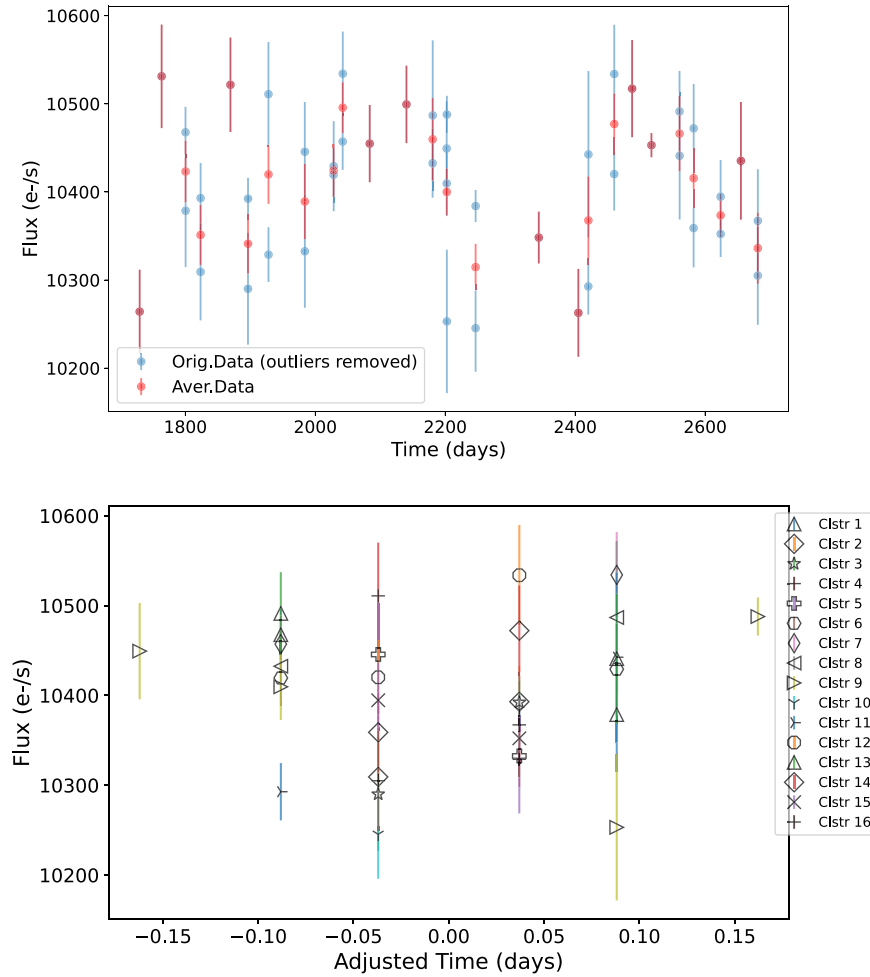 10600
10500
10400
10300
10200
Flux (e-/s)
Orig.Data (outliers removed)
Aver.Data
1800 2000 2200 2400 2600
Time (days)
10600
10500
10400
10300
10200
Flux (e-/s)
Clstr 1
Clstr 2
Clstr 3
Clstr 4
Clstr 5
Clstr 6
Clstr 7
Clstr 8
Clstr 9
Clstr 10
Clstr 11
Clstr 12
Clstr 13
Clstr 14
Clstr 15
Clstr 16
−0.15 −0.10 −0.05 0.00 0.05 0.10 0.15
Adjusted Time (days)